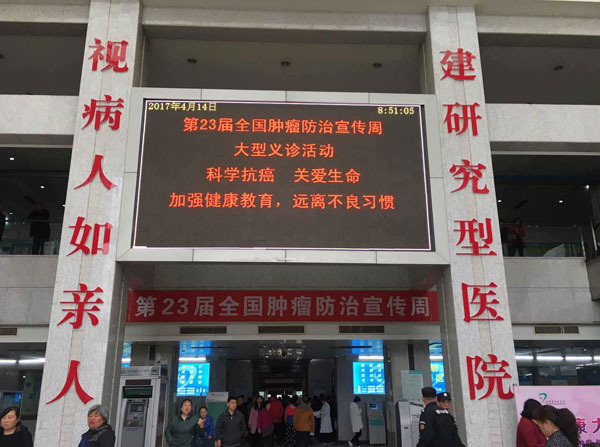 视病人如亲人
2017年4月14日 8:51:05
第23届全国肿瘤防治宣传周
大型义诊活动
科学抗癌 关爱生命
加强健康教育，远离不良习惯
建研究型医院
第23届全国肿瘤防治宣传周